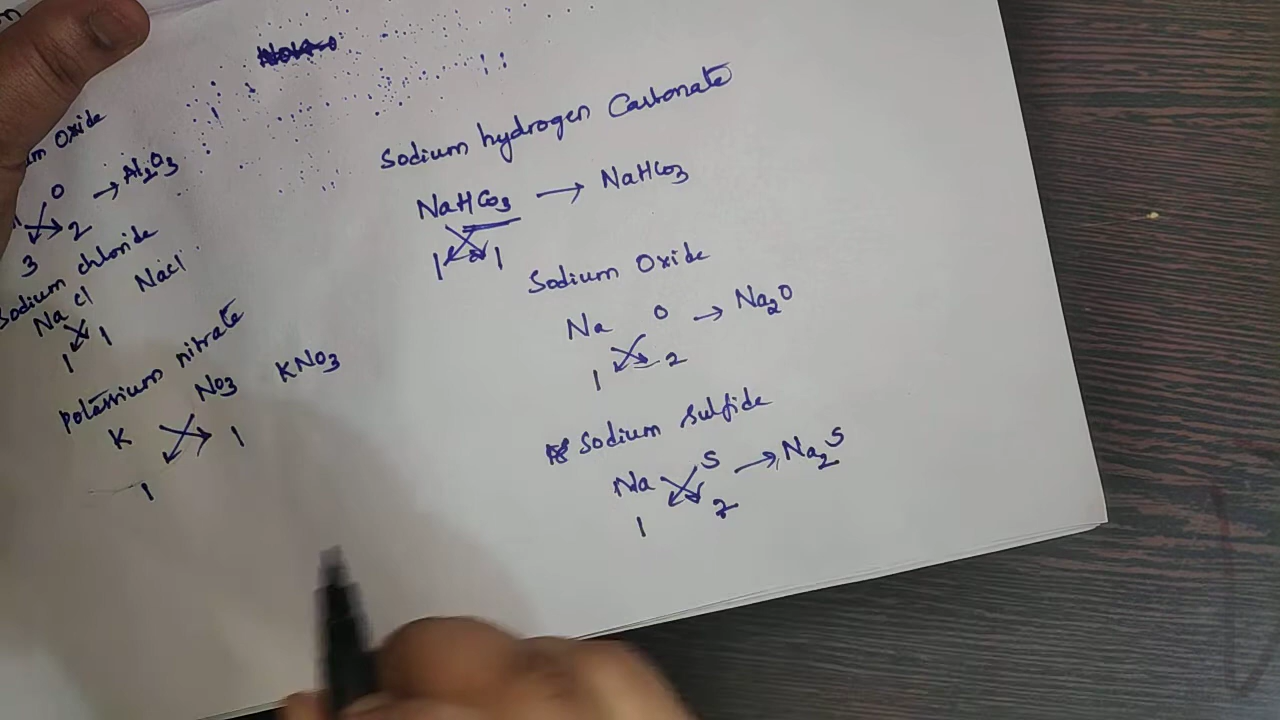 Oxide
O → Al2O3
3 2
Sodium chloride
Na Cl NaCl
1 1
Potassium nitrate
K NO3 KNO3
1 1
Sodium hydrogen Carbonate
NaHCO3 → NaHCO3
1 1
Sodium Oxide
Na O → Na2O
1 2
Sodium sulfide
Na S → Na2S
1 2